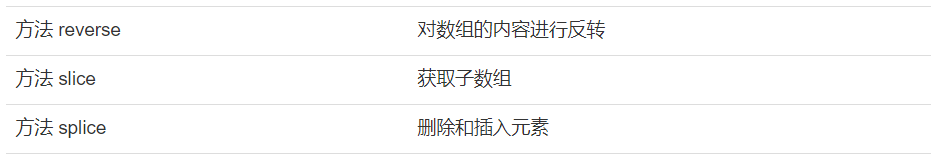 方法 reverse 对数组的内容进行反转
方法 slice 获取子数组
方法 splice 删除和插入元素